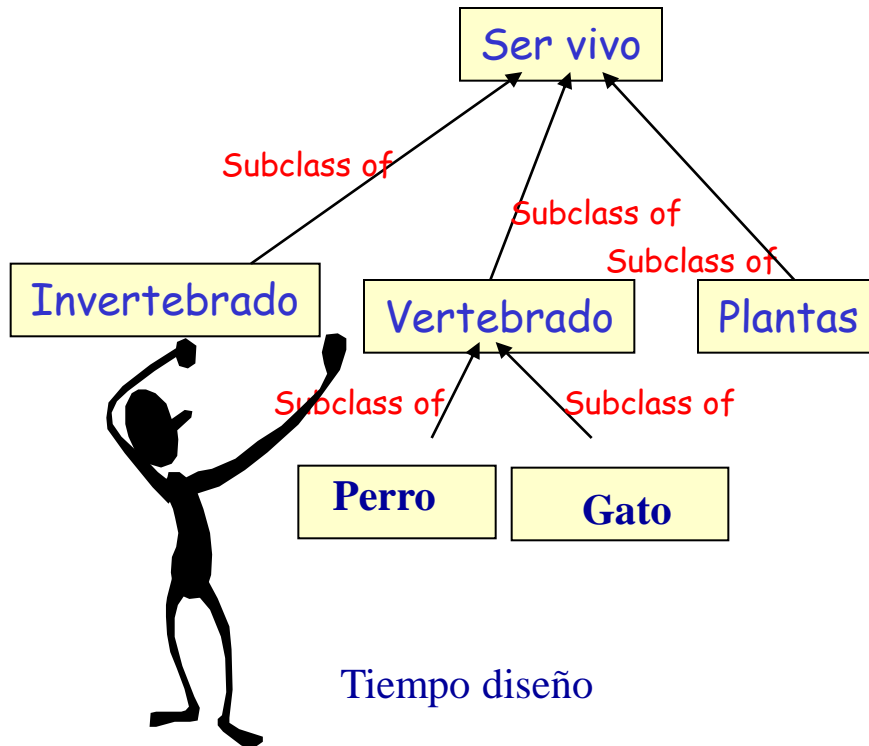 Ser vivo
Subclass of
Subclass of
Subclass of
Invertebrado
Vertebrado
Plantas
Subclass of
Subclass of
Perro
Gato
Tiempo diseño